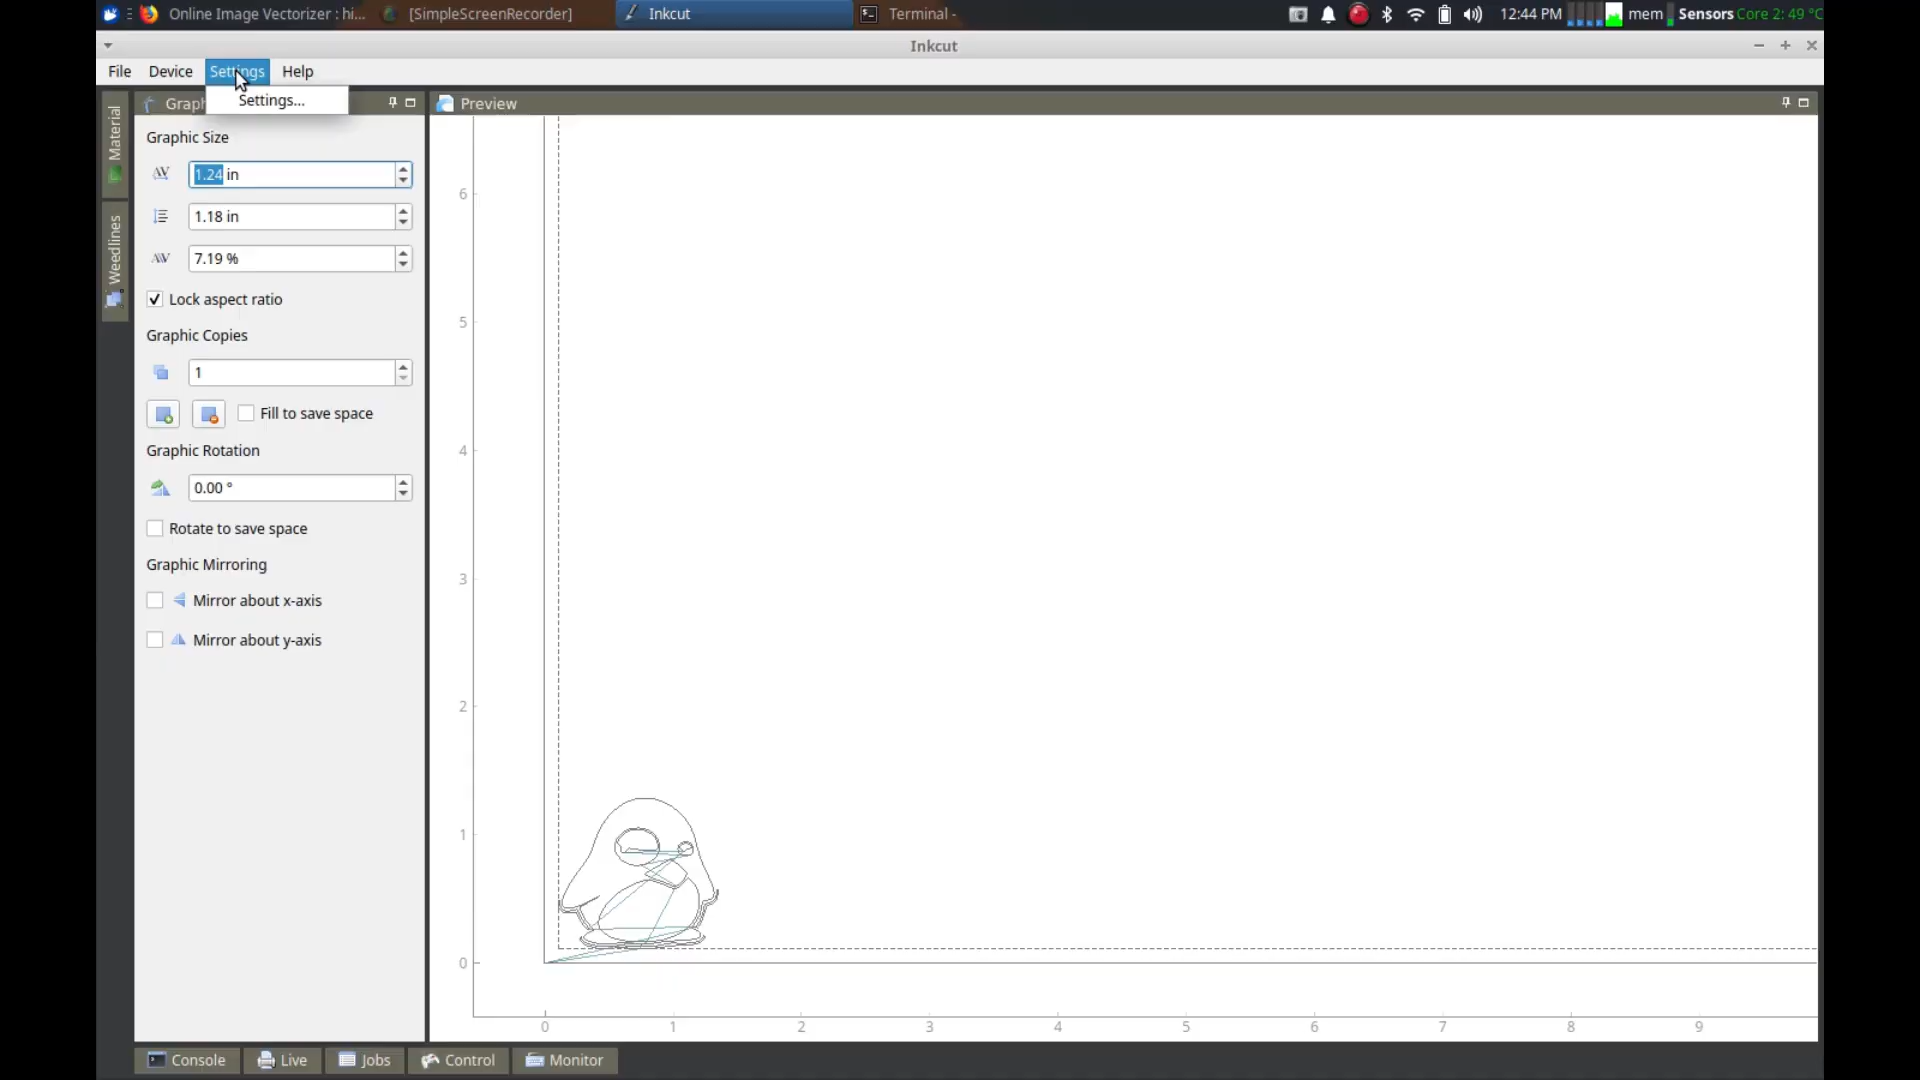 Online Image Vectorizer : hi...
[SimpleScreenRecorder]
Inkcut
Terminal -
12:44 PM
mem
Sensors Core 2: 49 °C
Inkcut
File
Device
Settings
Help
Settings...
Graph
Preview
Material
Weedlines
Graphic Size
1.24 in
1.18 in
7.19 %
Lock aspect ratio
Graphic Copies
1
Fill to save space
Graphic Rotation
0.00 °
Rotate to save space
Graphic Mirroring
Mirror about x-axis
Mirror about y-axis
6
5
4
3
2
1
0
0 1 2 3 4 5 6 7 8 9
Console
Live
Jobs
Control
Monitor